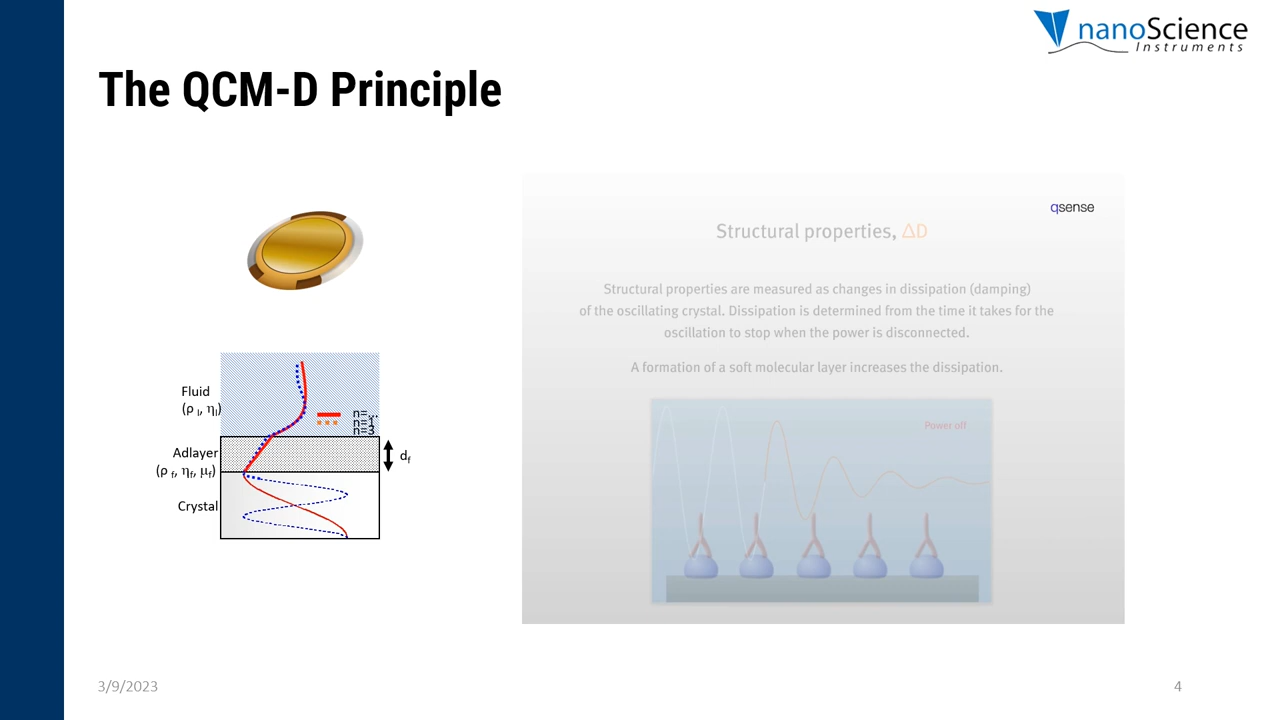 nanoScience
Instruments
The QCM-D Principle
qsense
Structural properties, ΔD
Structural properties are measured as changes in dissipation (damping)
of the oscillating crystal. Dissipation is determined from the time it takes for the
oscillation to stop when the power is disconnected.
A formation of a soft molecular layer increases the dissipation.
Power off
Fluid
(ρ l, ηl)
n=...
n=1
n=3
Adlayer
(ρ f, ηf, μf)
df
Crystal
3/9/2023
4